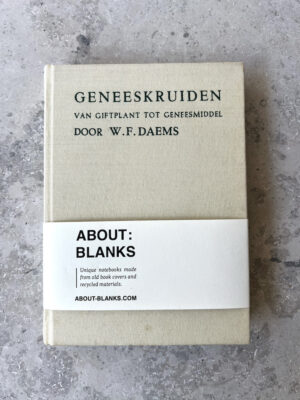 GENEESKRUIDEN
VAN GIFTPLANT TOT GENEESMIDDEL
DOOR W.F. DAEMS
ABOUT:
BLANKS
Unique notebooks made
from old book covers and
recycled materials.
ABOUT-BLANKS.COM